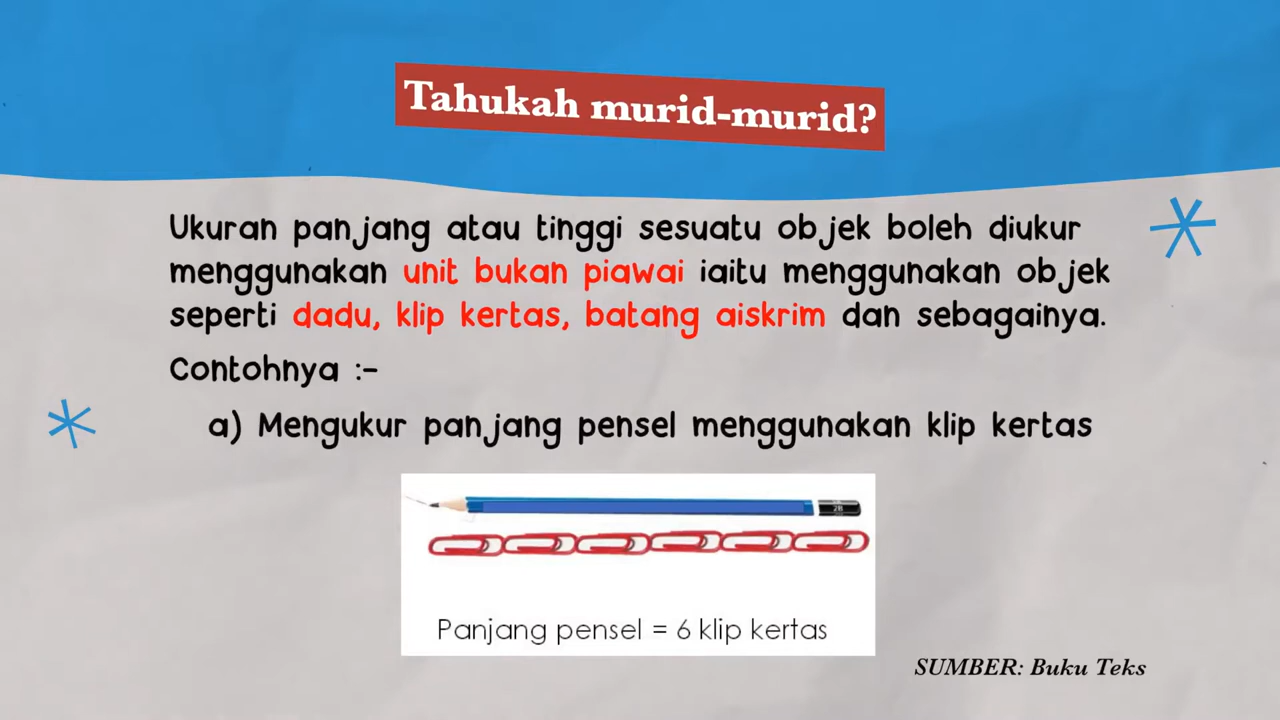 Tahukah murid-murid?
Ukuran panjang atau tinggi sesuatu objek boleh diukur
menggunakan unit bukan piawai iaitu menggunakan objek
seperti dadu, klip kertas, batang aiskrim dan sebagainya.
Contohnya :-
a) Mengukur panjang pensel menggunakan klip kertas
2B
Panjang pensel = 6 klip kertas
SUMBER: Buku Teks